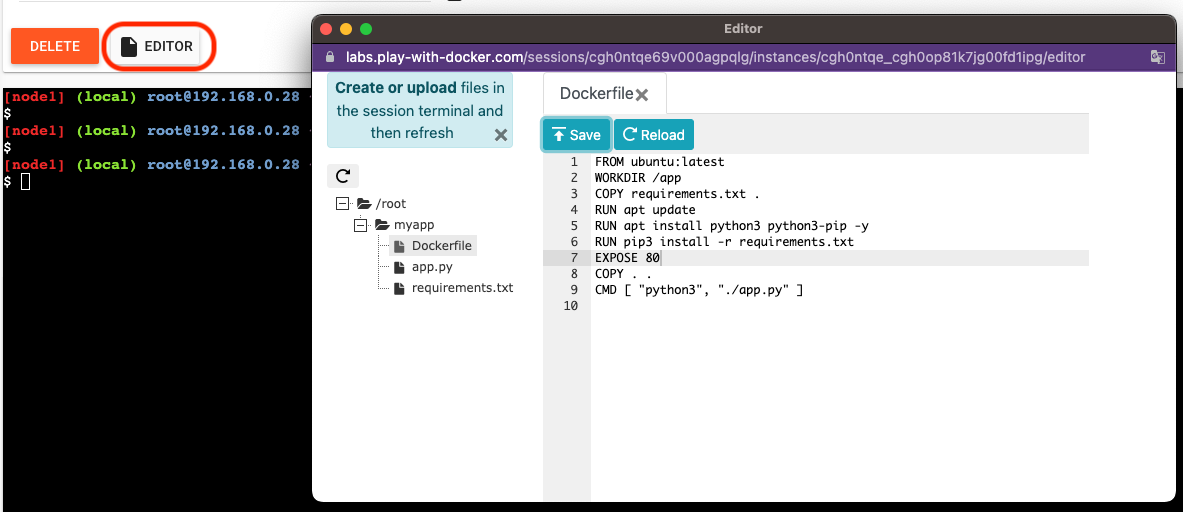 DELETE
EDITOR
[node1] (local) root@192.168.0.28
$
[node1] (local) root@192.168.0.28
$
[node1] (local) root@192.168.0.28
$
Editor
labs.play-with-docker.com/sessions/cgh0ntqe69v000agpqlg/instances/cgh0ntqe_cgh0op81k7jg00fd1ipg/editor
Create or upload files in
the session terminal and
then refresh
/root
myapp
Dockerfile
app.py
requirements.txt
Dockerfile
Save
Reload
1 FROM ubuntu:latest
2 WORKDIR /app
3 COPY requirements.txt .
4 RUN apt update
5 RUN apt install python3 python3-pip -y
6 RUN pip3 install -r requirements.txt
7 EXPOSE 80
8 COPY . .
9 CMD [ "python3", "./app.py" ]
10